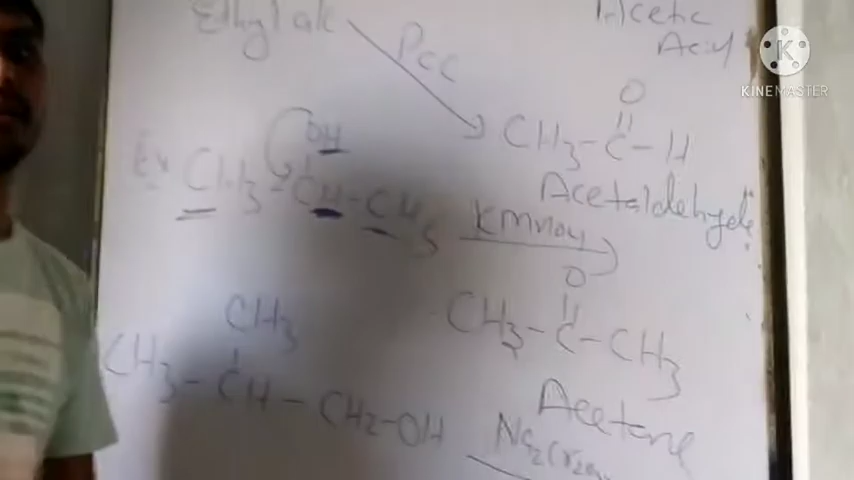 Ethyl alc
PCC
Acetic
Acid
K
KINEMASTER
O
||
CH3-C-H
Acetaldehyde
Ex
OH
CH3-CH-CH3
KMnO4
O
||
CH3-C-CH3
Acetone
CH3
CH3-CH-CH2-OH
Na2Cr2O7